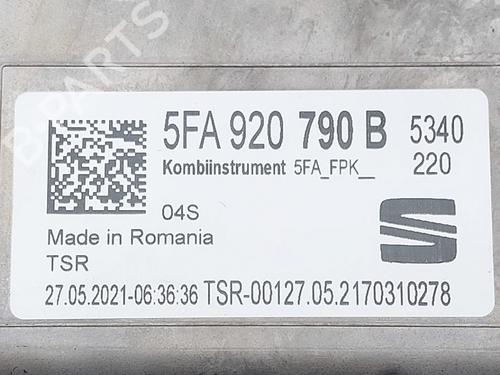 5FA 920 790 B 5340
Kombiinstrument 5FA_FPK__ 220
04S
Made in Romania
TSR
27.05.2021-06:36:36 TSR-00127.05.2170310278
B-PARTS